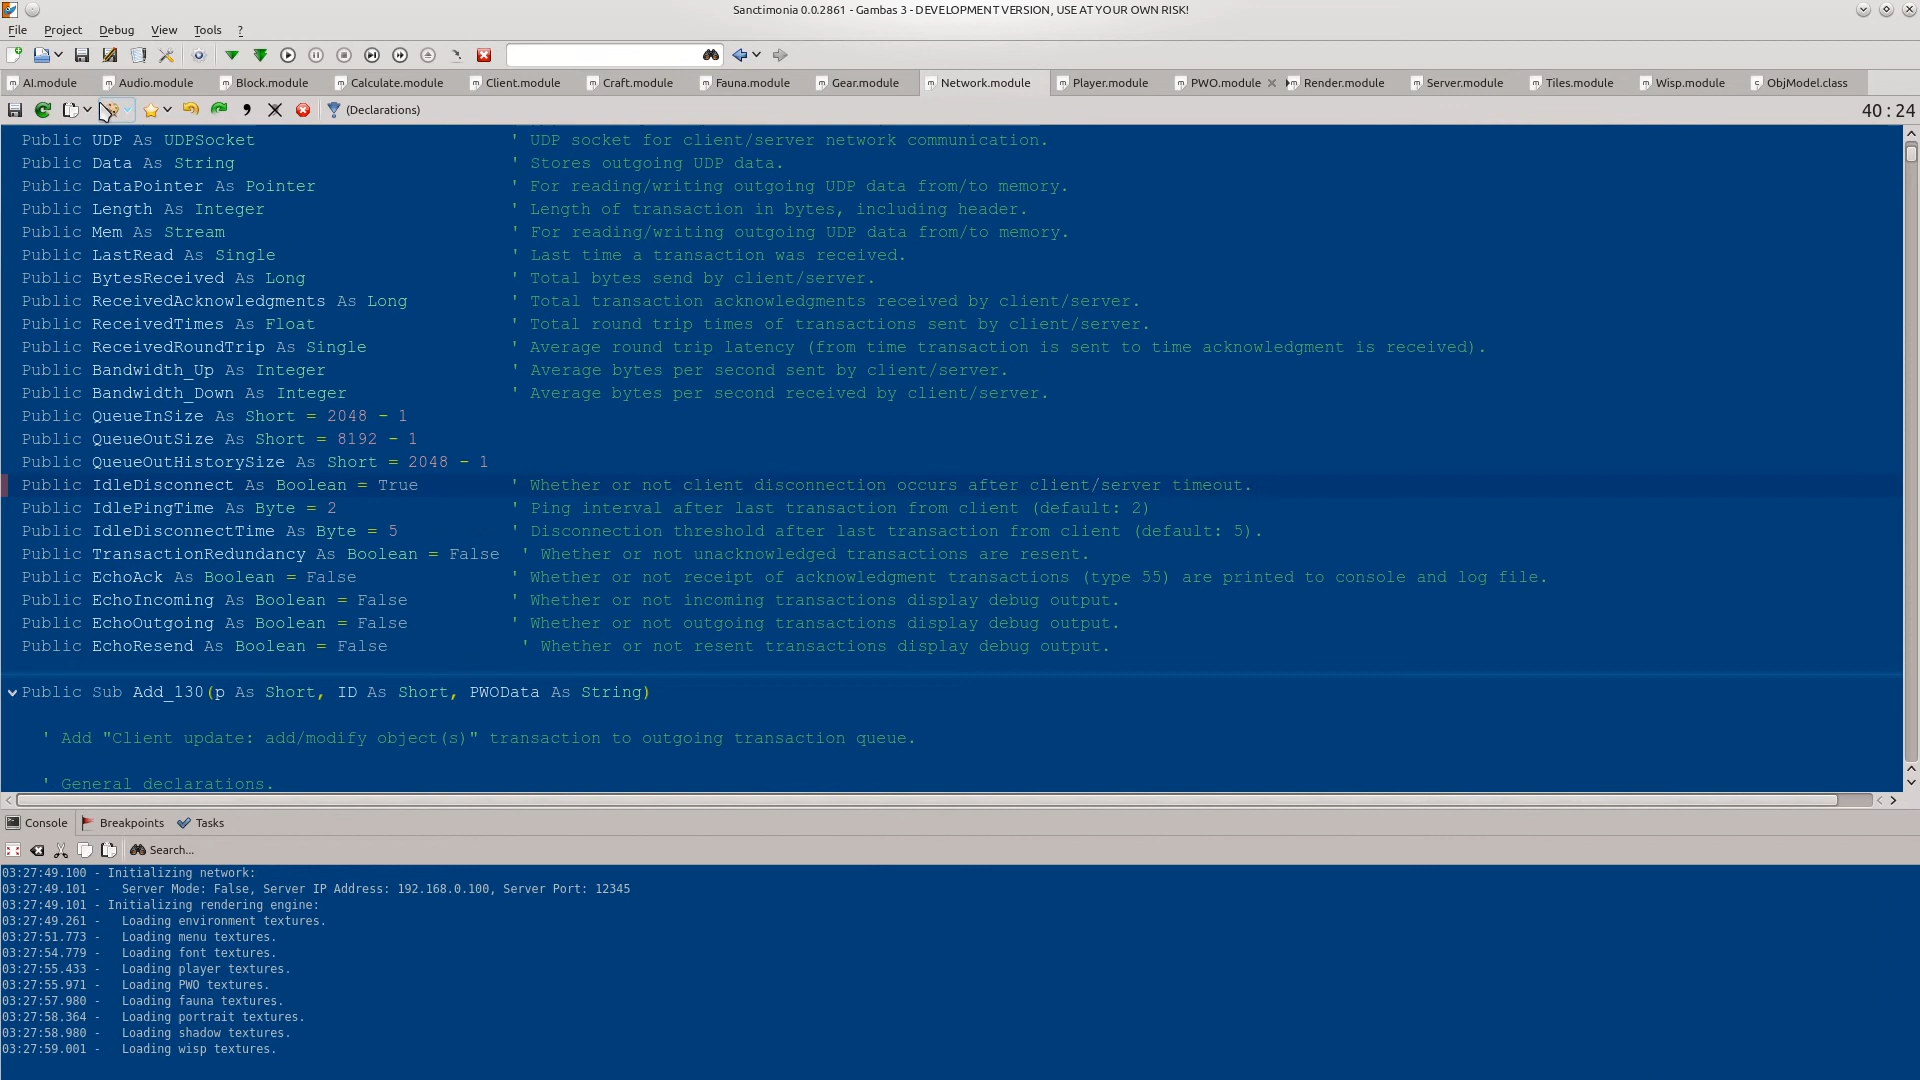 Sanctimonia 0.0.2861 - Gambas 3 - DEVELOPMENT VERSION, USE AT YOUR OWN RISK!
File Project Debug View Tools ?
AI.module Audio.module Block.module Calculate.module Client.module Craft.module Fauna.module Gear.module Network.module Player.module PWO.module Render.module Server.module Tiles.module Wisp.module ObjModel.class
(Declarations) 40 : 24
Public UDP As UDPSocket ' UDP socket for client/server network communication.
Public Data As String ' Stores outgoing UDP data.
Public DataPointer As Pointer ' For reading/writing outgoing UDP data from/to memory.
Public Length As Integer ' Length of transaction in bytes, including header.
Public Mem As Stream ' For reading/writing outgoing UDP data from/to memory.
Public LastRead As Single ' Last time a transaction was received.
Public BytesReceived As Long ' Total bytes send by client/server.
Public ReceivedAcknowledgments As Long ' Total transaction acknowledgments received by client/server.
Public ReceivedTimes As Float ' Total round trip times of transactions sent by client/server.
Public ReceivedRoundTrip As Single ' Average round trip latency (from time transaction is sent to time acknowledgment is received).
Public Bandwidth_Up As Integer ' Average bytes per second sent by client/server.
Public Bandwidth_Down As Integer ' Average bytes per second received by client/server.
Public QueueInSize As Short = 2048 - 1
Public QueueOutSize As Short = 8192 - 1
Public QueueOutHistorySize As Short = 2048 - 1
Public IdleDisconnect As Boolean = True ' Whether or not client disconnection occurs after client/server timeout.
Public IdlePingTime As Byte = 2 ' Ping interval after last transaction from client (default: 2)
Public IdleDisconnectTime As Byte = 5 ' Disconnection threshold after last transaction from client (default: 5).
Public TransactionRedundancy As Boolean = False ' Whether or not unacknowledged transactions are resent.
Public EchoAck As Boolean = False ' Whether or not receipt of acknowledgment transactions (type 55) are printed to console and log file.
Public EchoIncoming As Boolean = False ' Whether or not incoming transactions display debug output.
Public EchoOutgoing As Boolean = False ' Whether or not outgoing transactions display debug output.
Public EchoResend As Boolean = False ' Whether or not resent transactions display debug output.
Public Sub Add_130(p As Short, ID As Short, PWOData As String)
' Add "Client update: add/modify object(s)" transaction to outgoing transaction queue.
' General declarations.
Console Breakpoints Tasks
Search...
03:27:49.100 - Initializing network:
03:27:49.101 - Server Mode: False, Server IP Address: 192.168.0.100, Server Port: 12345
03:27:49.101 - Initializing rendering engine:
03:27:49.261 - Loading environment textures.
03:27:51.773 - Loading menu textures.
03:27:54.779 - Loading font textures.
03:27:55.433 - Loading player textures.
03:27:55.971 - Loading PWO textures.
03:27:57.980 - Loading fauna textures.
03:27:58.364 - Loading portrait textures.
03:27:58.980 - Loading shadow textures.
03:27:59.001 - Loading wisp textures.